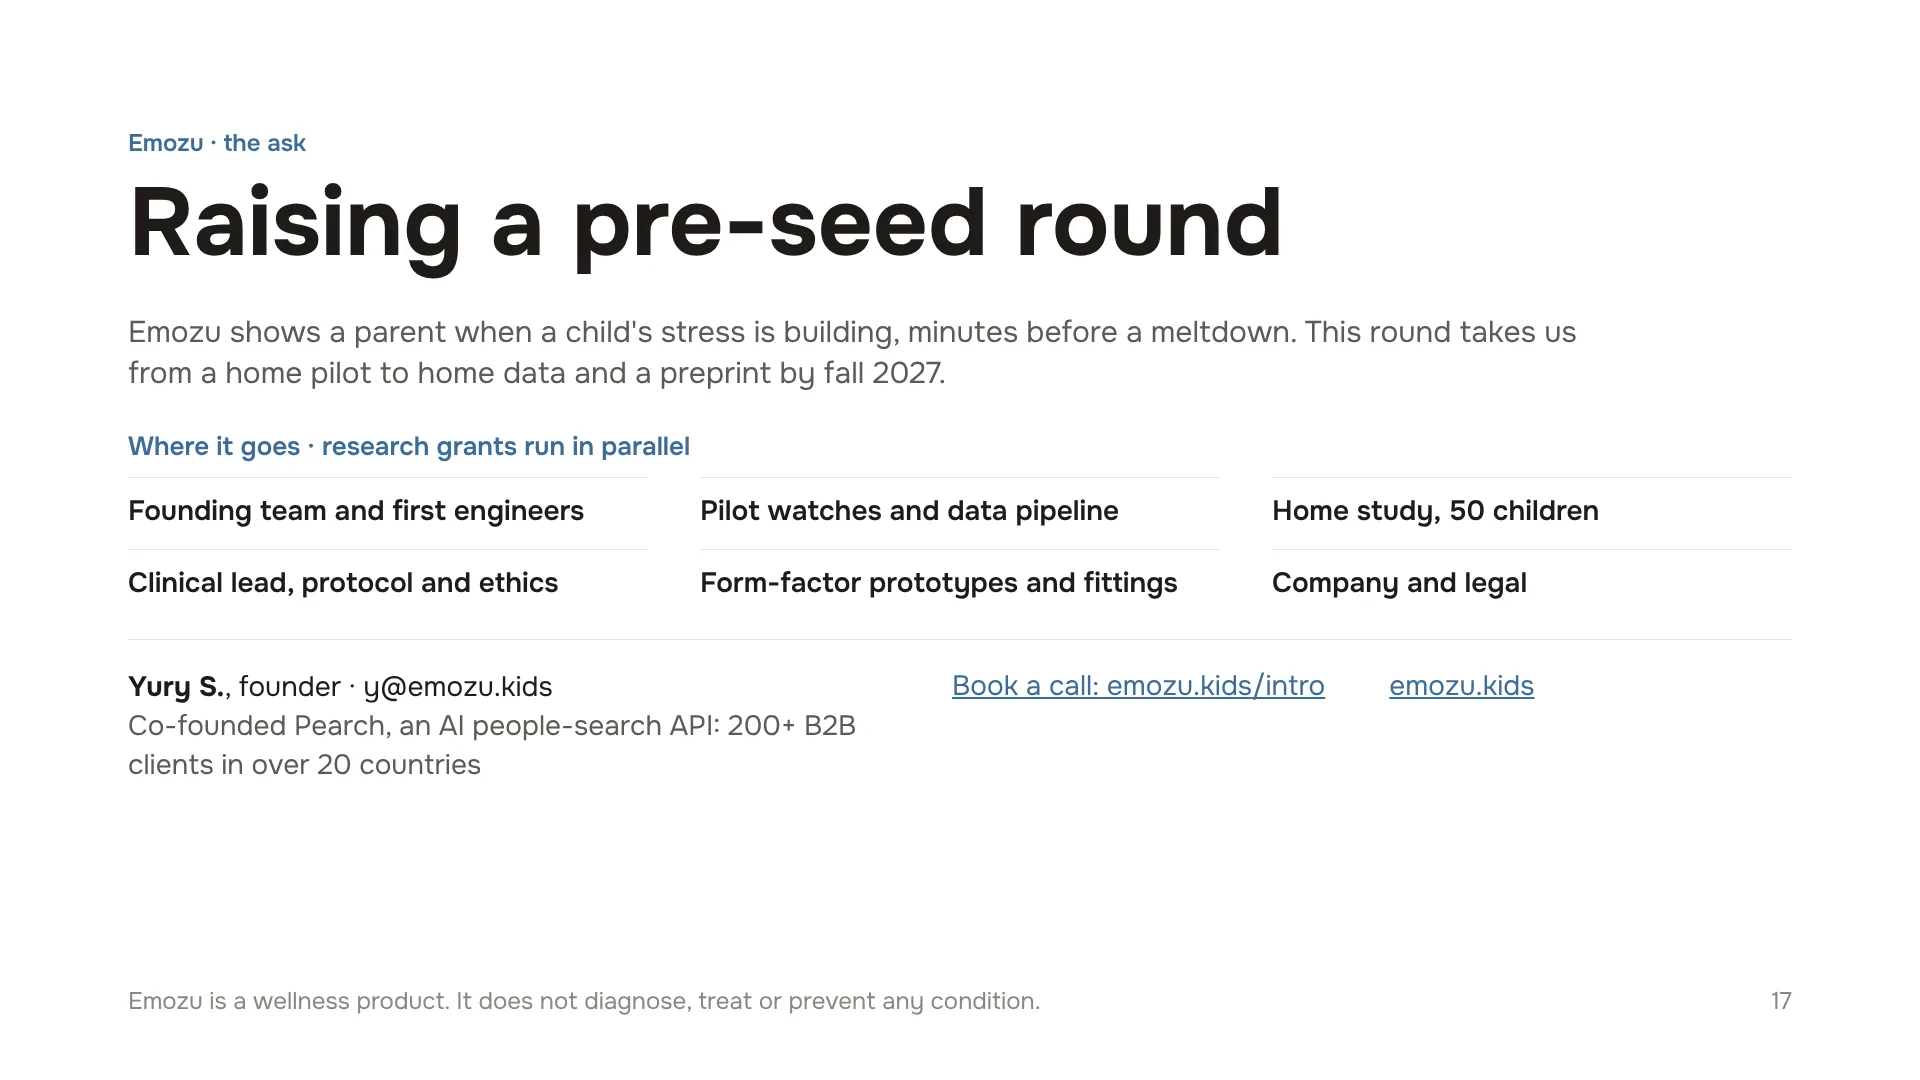 Emozu · the ask
Raising a pre-seed round
Emozu shows a parent when a child's stress is building, minutes before a meltdown. This round takes us
from a home pilot to home data and a preprint by fall 2027.
Where it goes · research grants run in parallel
Founding team and first engineers
Pilot watches and data pipeline
Home study, 50 children
Clinical lead, protocol and ethics
Form-factor prototypes and fittings
Company and legal
Yury S., founder · y@emozu.kids
Co-founded Pearch, an AI people-search API: 200+ B2B
clients in over 20 countries
Book a call: emozu.kids/intro
emozu.kids
Emozu is a wellness product. It does not diagnose, treat or prevent any condition.
17